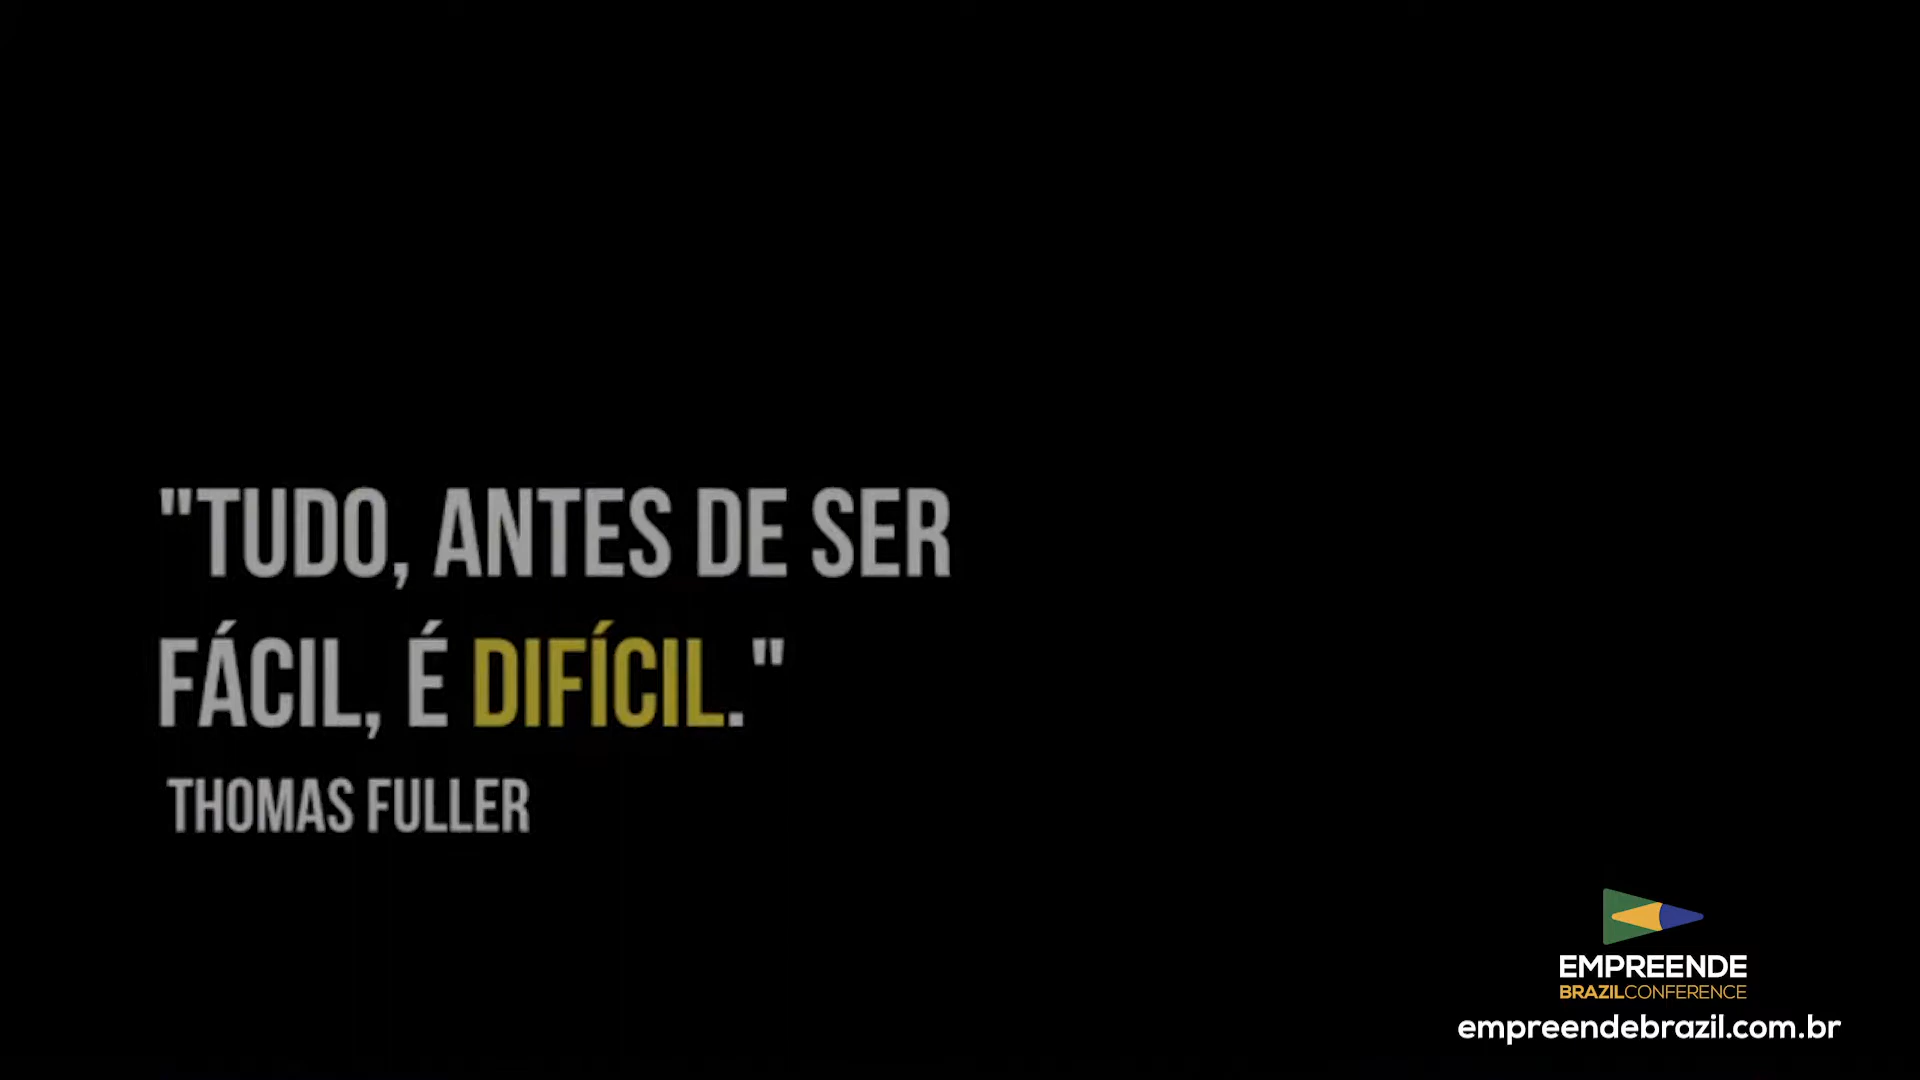 "TUDO, ANTES DE SER
FÁCIL, É DIFÍCIL."
THOMAS FULLER
EMPREENDE
BRAZILCONFERENCE
empreendebrazil.com.br